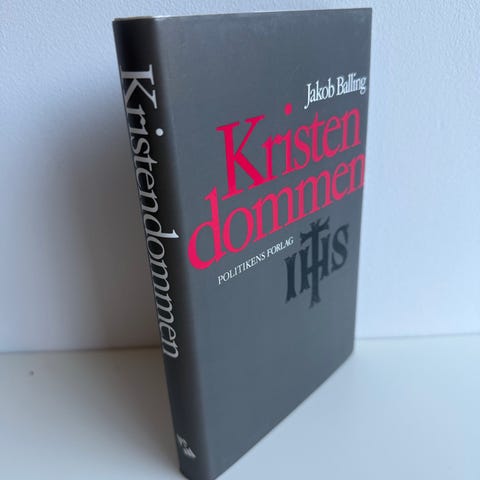 Kristendommen
Jakob Balling
Kristen
dommen
POLITIKENS FORLAG
IHS